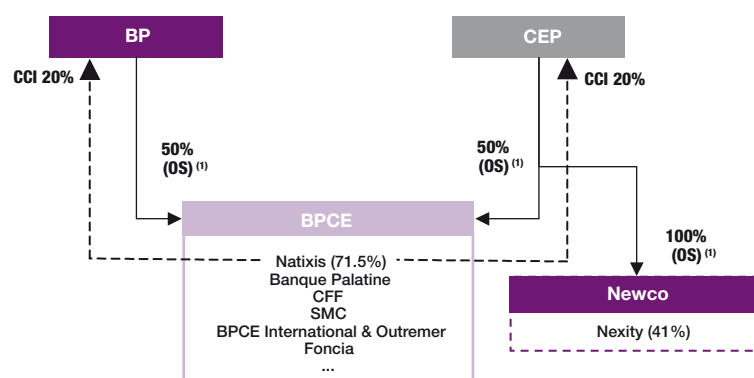 BP
CEP
CCI 20%
CCI 20%
50%
(OS) (1)
50%
(OS) (1)
BPCE
100%
(OS) (1)
Natixis (71.5%)
Banque Palatine
CFF
SMC
BPCE International & Outremer
Foncia
...
Newco
Nexity (41%)